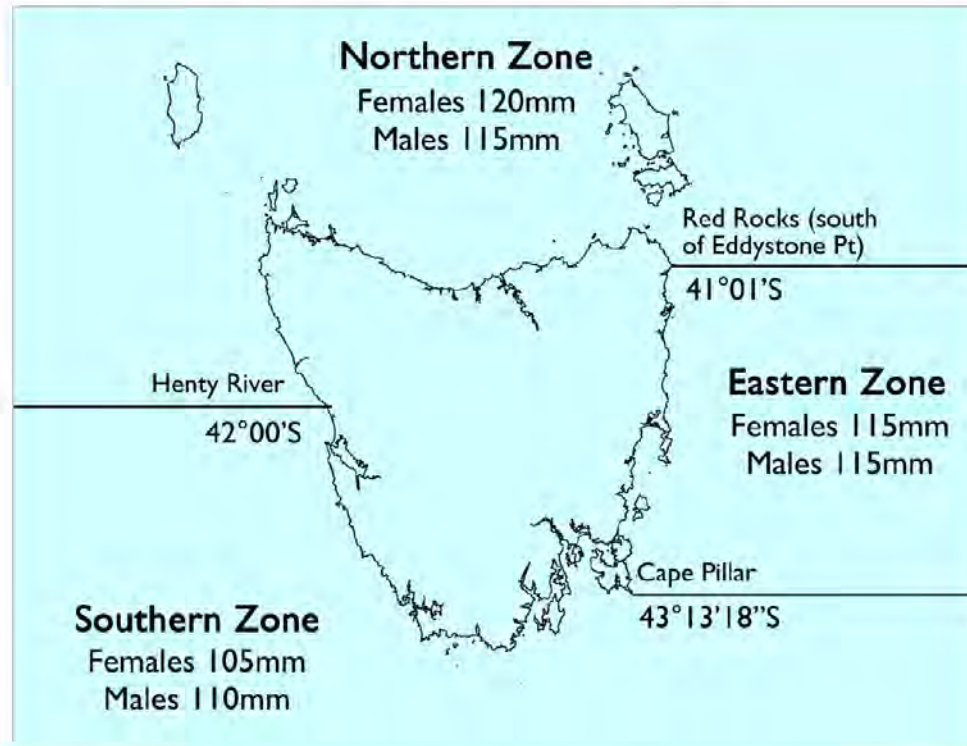 Northern Zone
Females 120mm
Males 115mm
Red Rocks (south
of Eddystone Pt)
41°01'S
Henty River
42°00'S
Eastern Zone
Females 115mm
Males 115mm
Cape Pillar
43°13'18"S
Southern Zone
Females 105mm
Males 110mm